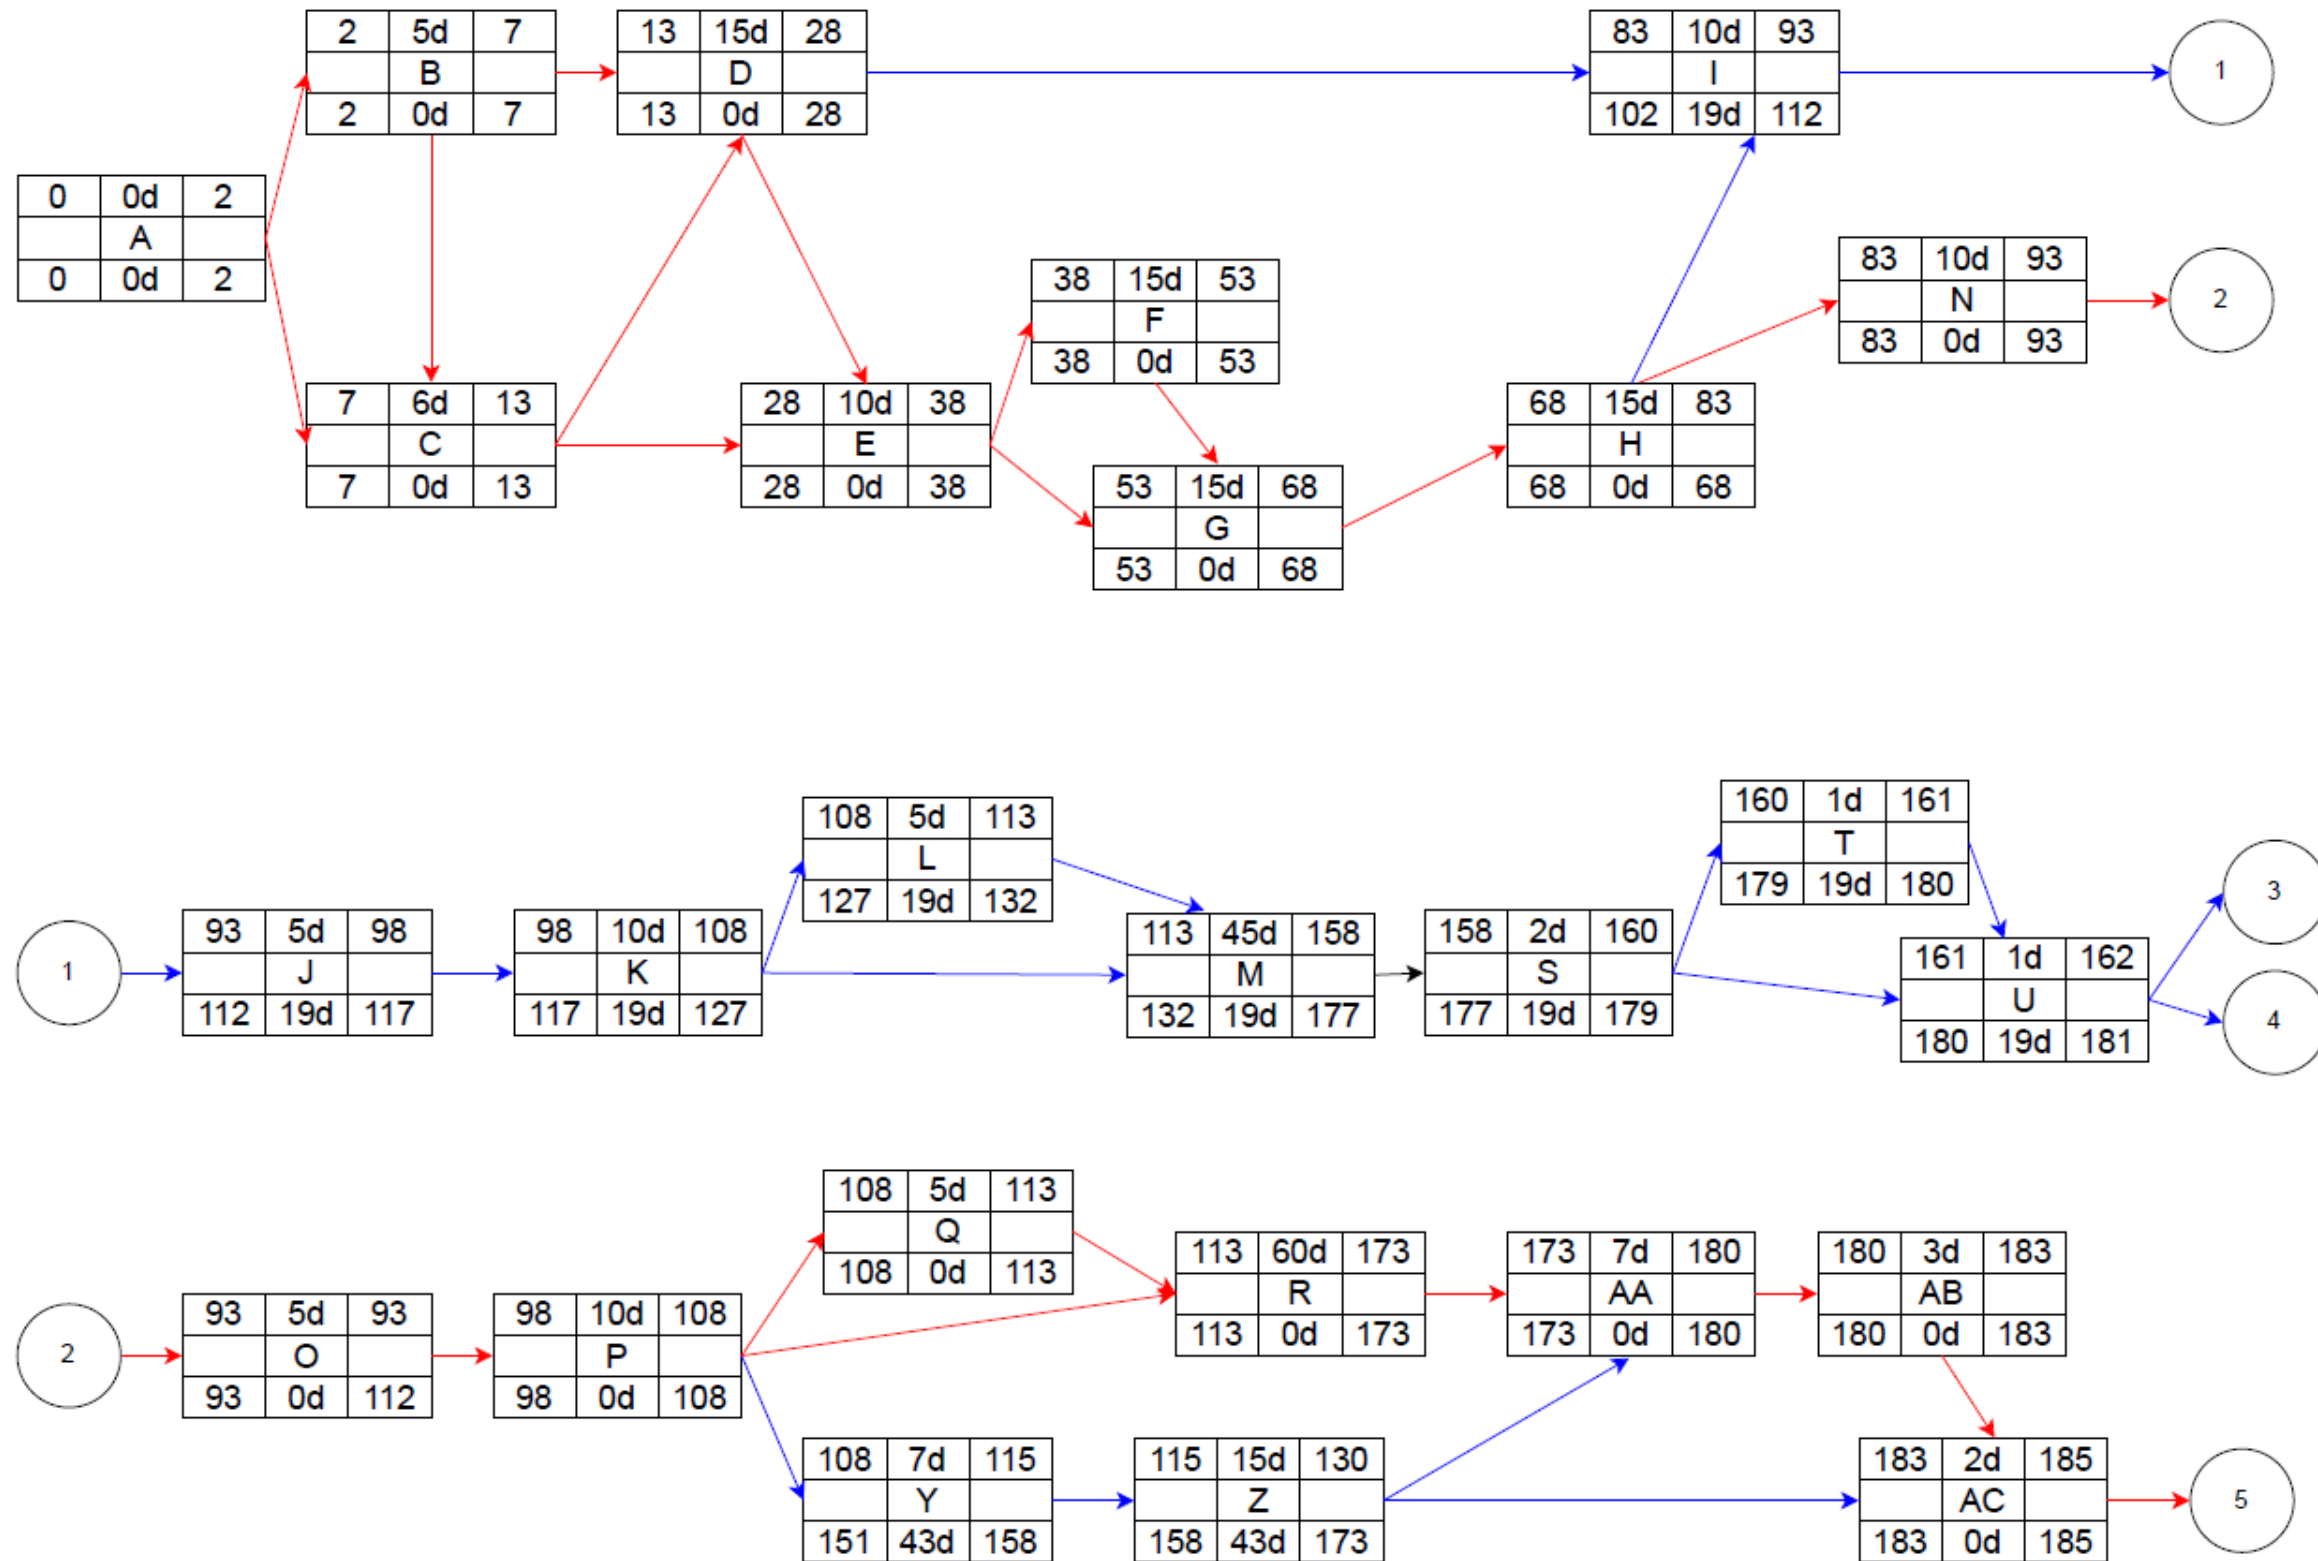 2 5d 7
B
2 0d 7
13 15d 28
D
13 0d 28
83 10d 93
I
102 19d 112
1
0 0d 2
A
0 0d 2
38 15d 53
F
38 0d 53
83 10d 93
N
83 0d 93
2
7 6d 13
C
7 0d 13
28 10d 38
E
28 0d 38
53 15d 68
G
53 0d 68
68 15d 83
H
68 0d 68
1
93 5d 98
J
112 19d 117
98 10d 108
K
117 19d 127
108 5d 113
L
127 19d 132
113 45d 158
M
132 19d 177
158 2d 160
S
177 19d 179
160 1d 161
T
179 19d 180
161 1d 162
U
180 19d 181
3
4
2
93 5d 93
O
93 0d 112
98 10d 108
P
98 0d 108
108 5d 113
Q
108 0d 113
113 60d 173
R
113 0d 173
173 7d 180
AA
173 0d 180
180 3d 183
AB
180 0d 183
108 7d 115
Y
151 43d 158
115 15d 130
Z
158 43d 173
183 2d 185
AC
183 0d 185
5